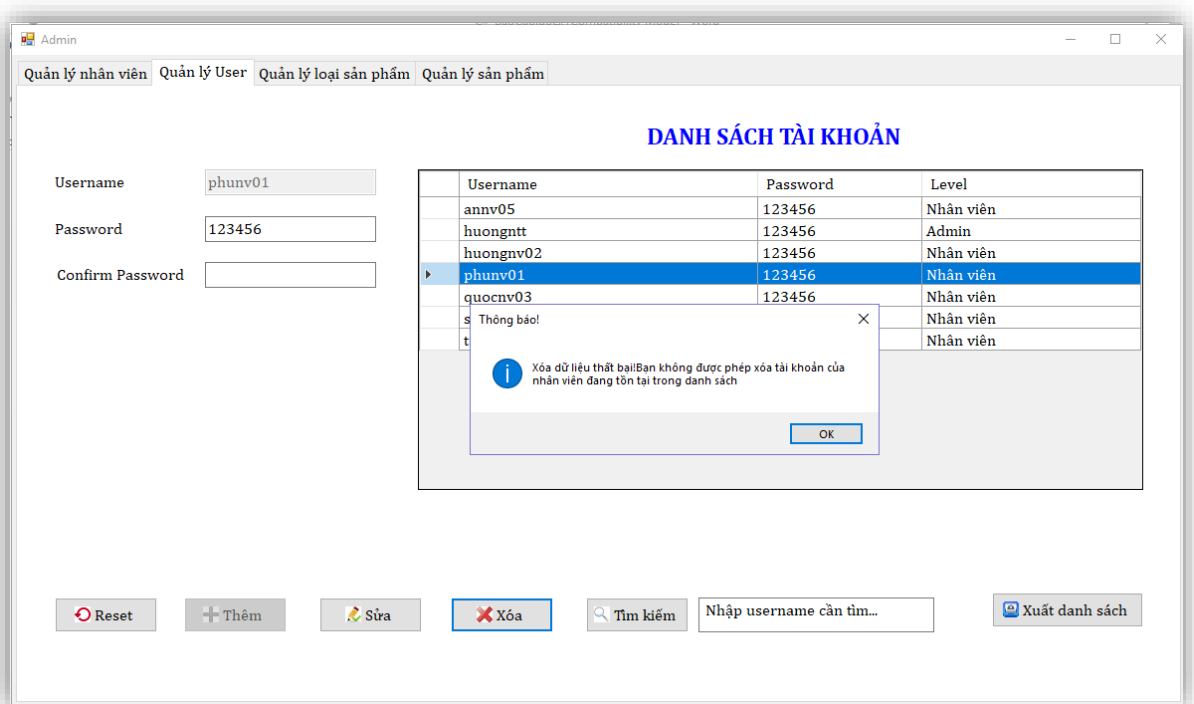 Admin
Quản lý nhân viên Quản lý User Quản lý loại sản phẩm Quản lý sản phẩm
DANH SÁCH TÀI KHOẢN
Username phunv01
Password 123456
Confirm Password
Username Password Level
annv05 123456 Nhân viên
huongntt 123456 Admin
huongnv02 123456 Nhân viên
phunv01 123456 Nhân viên
quocnv03 123456 Nhân viên
s Nhân viên
t Nhân viên
Thông báo!
Xóa dữ liệu thất bại!Bạn không được phép xóa tài khoản của
nhân viên đang tồn tại trong danh sách
OK
Reset Thêm Sửa Xóa Tìm kiếm Nhập username cần tìm... Xuất danh sách